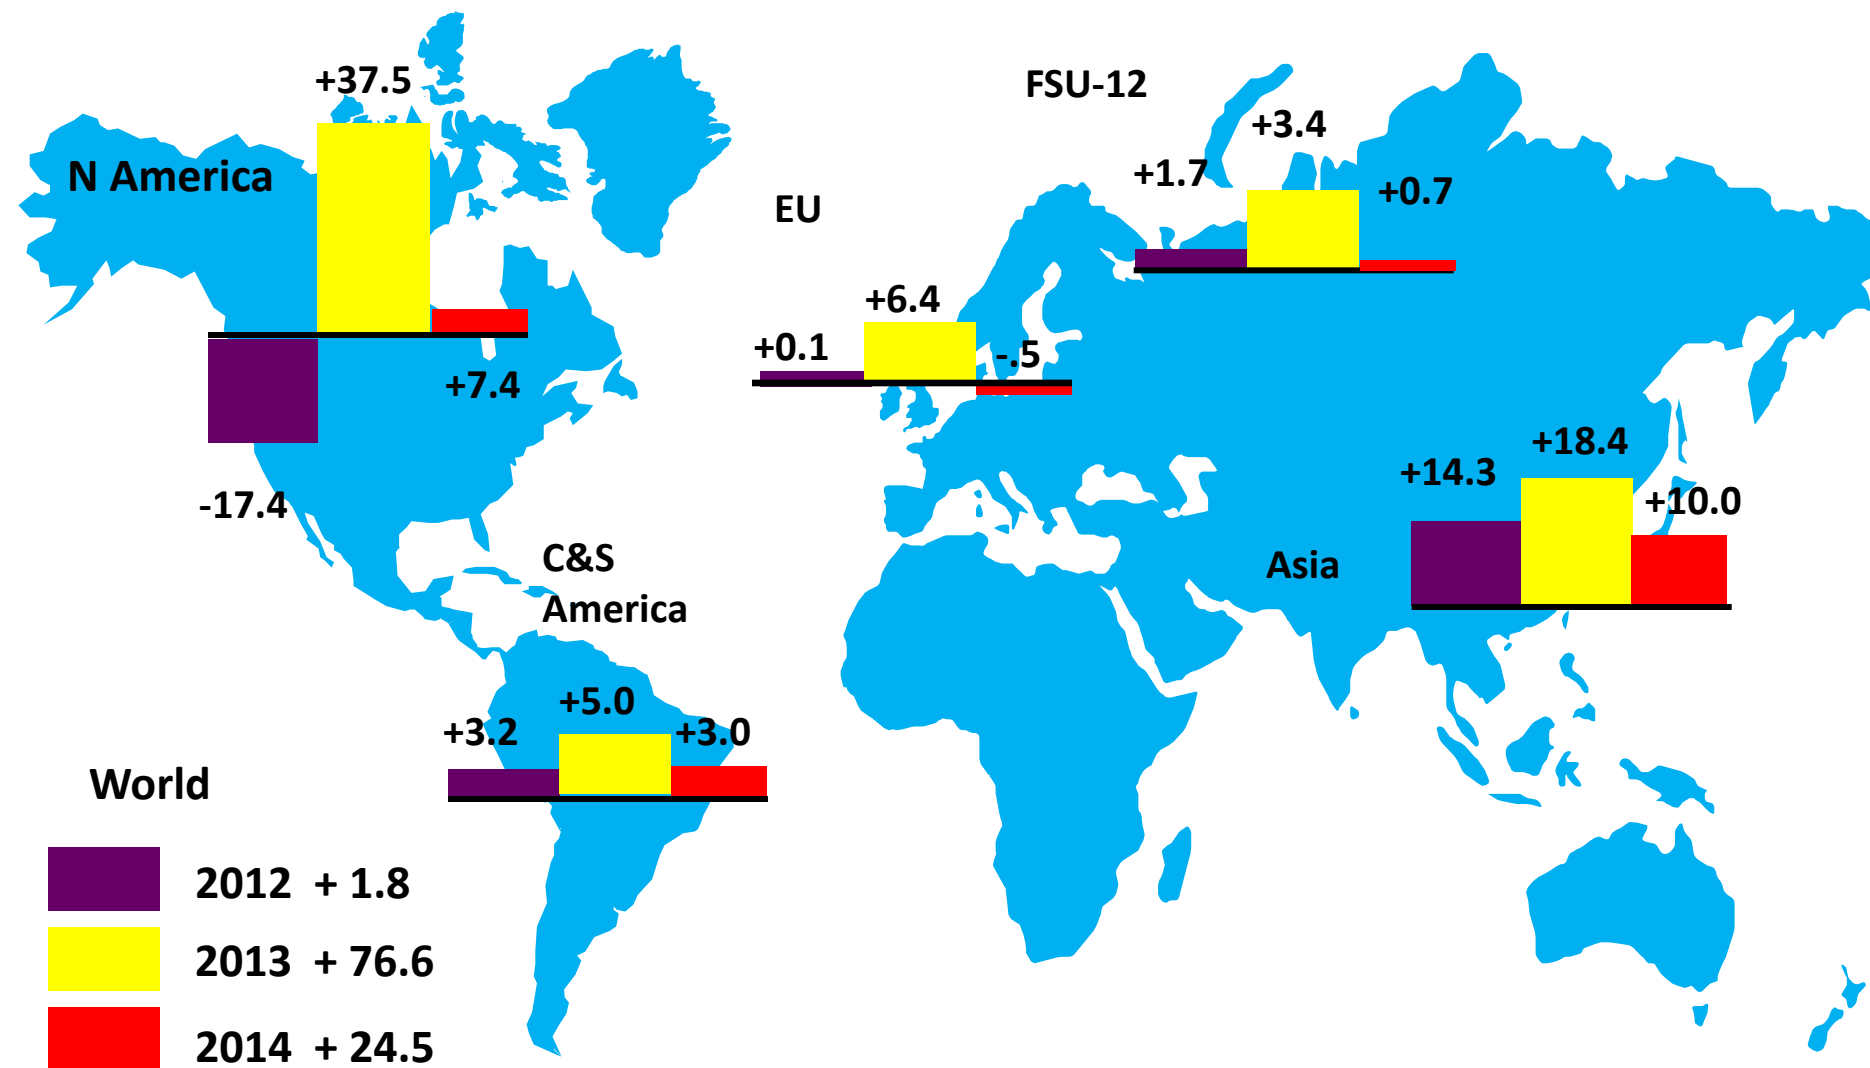 +37.5
N America
+7.4
-17.4
FSU-12
+1.7
+3.4
+0.7
EU
+0.1
+6.4
-.5
+14.3
+18.4
+10.0
Asia
C&S
America
+3.2
+5.0
+3.0
World
2012 + 1.8
2013 + 76.6
2014 + 24.5